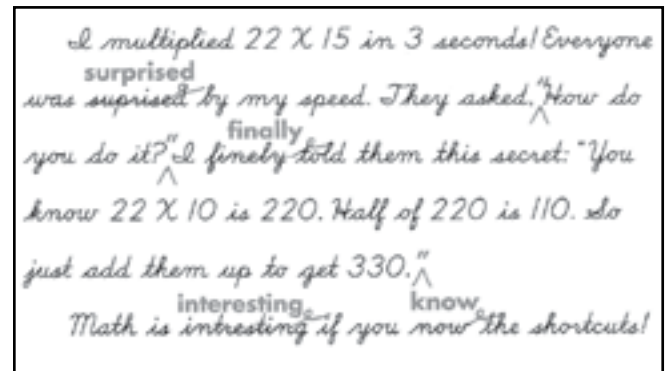 I multiplied 22 X 15 in 3 seconds! Everyone
surprised
was suprised by my speed. They asked, "How do
finally
you do it?" I finely told them this secret: "You
know 22 X 10 is 220. Half of 220 is 110. So
just add them up to get 330."
interesting know
Math is intresting if you now the shortcuts!